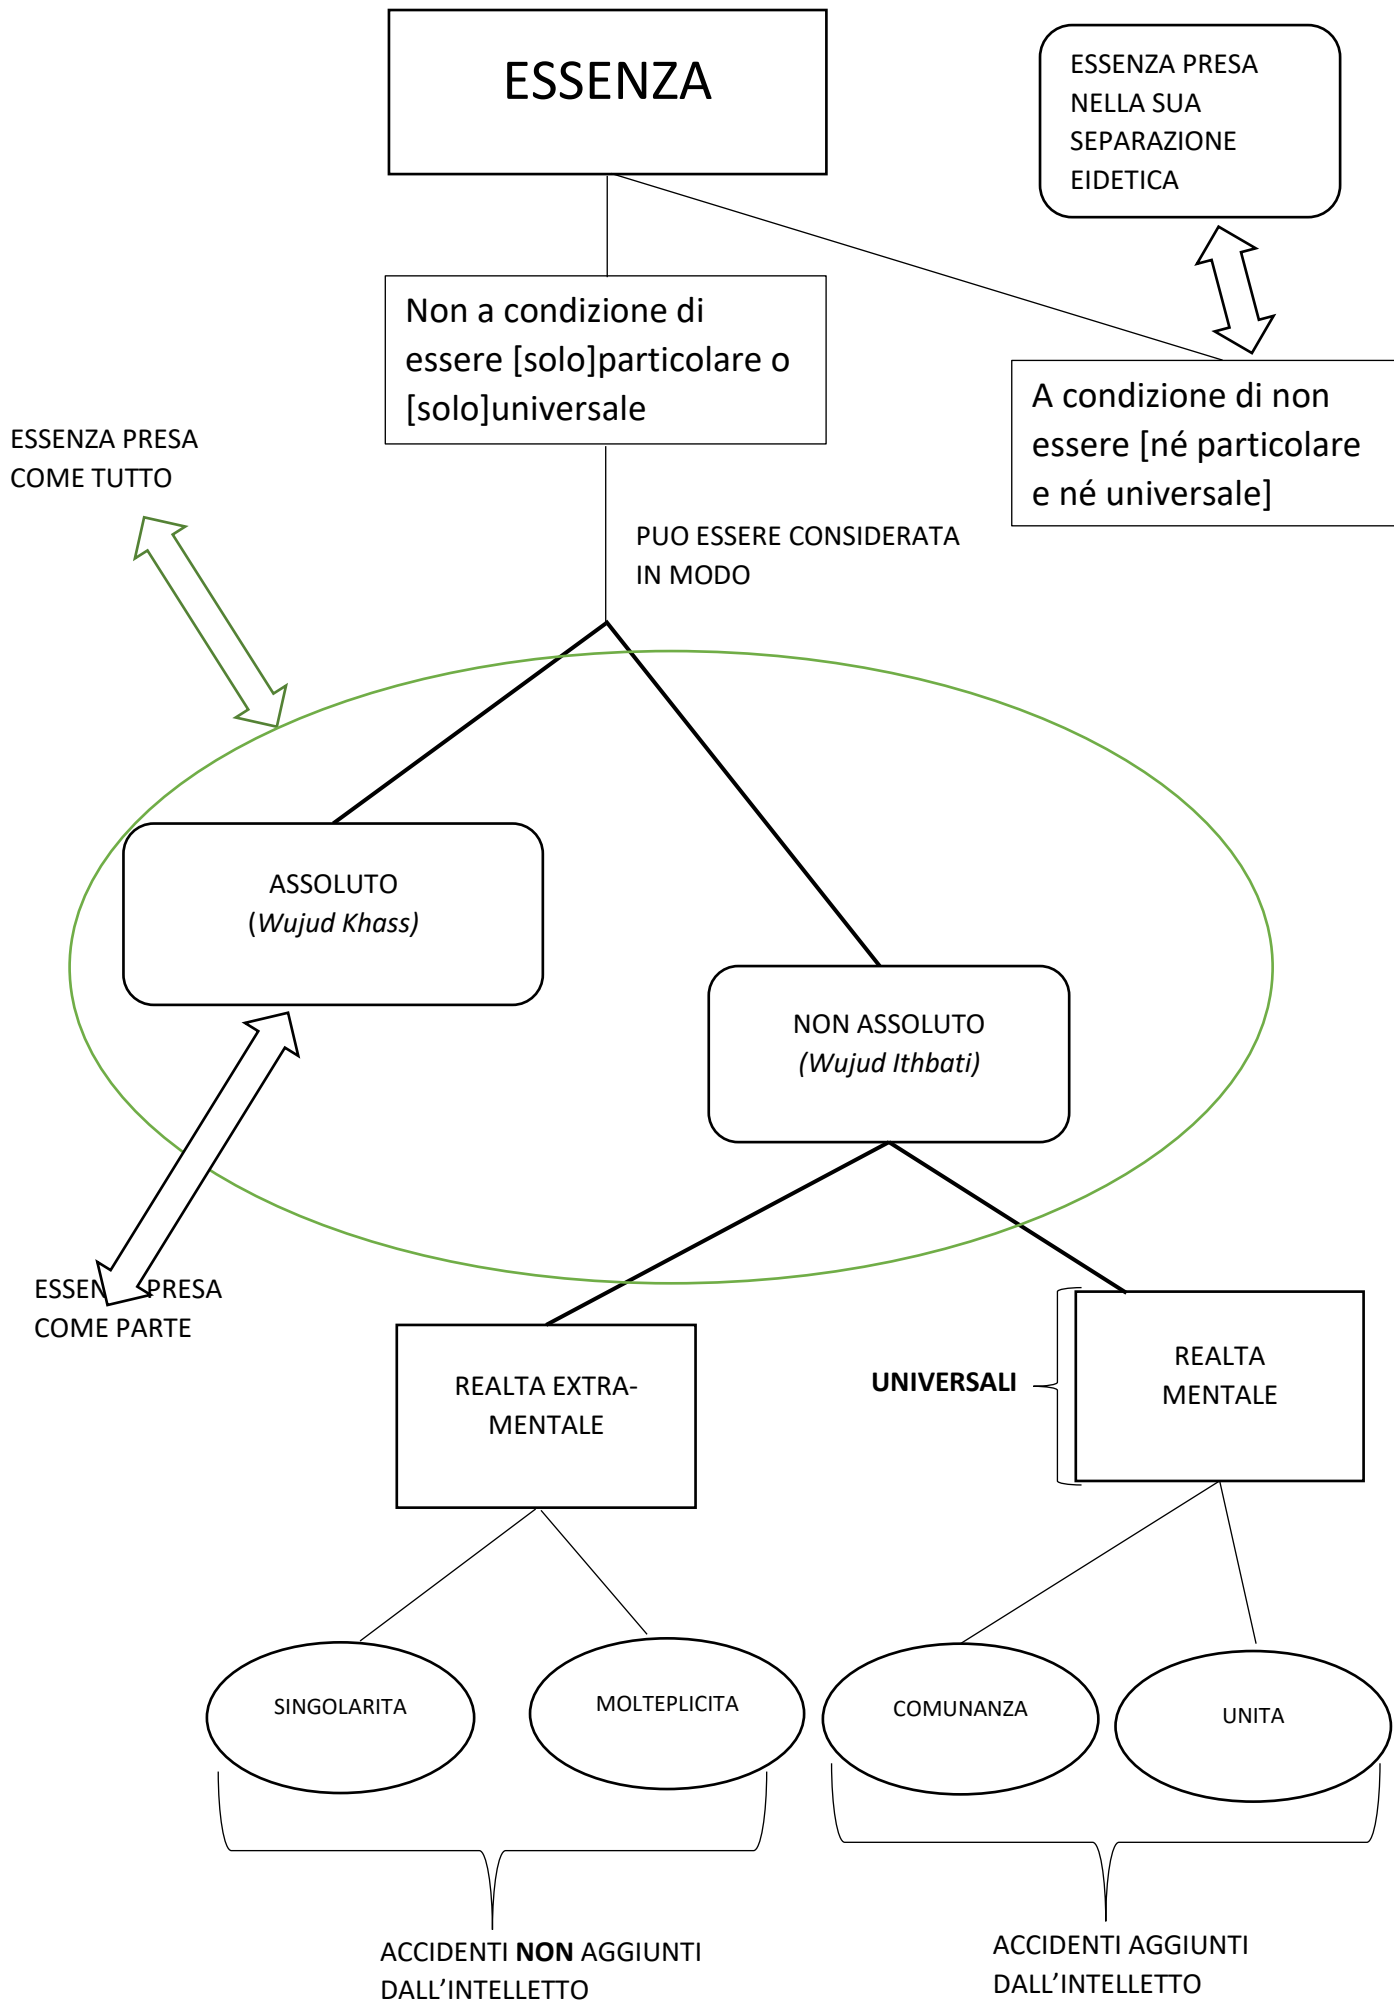 ESSENZA
ESSENZA PRESA
NELLA SUA
SEPARAZIONE
EIDETICA
Non a condizione di
essere [solo]particolare o
[solo]universale
A condizione di non
essere [né particolare
e né universale]
ESSENZA PRESA
COME TUTTO
PUO ESSERE CONSIDERATA
IN MODO
ASSOLUTO
(Wujud Khass)
NON ASSOLUTO
(Wujud Ithbati)
ESSENZA PRESA
COME PARTE
REALTA EXTRA-
MENTALE
UNIVERSALI
REALTA
MENTALE
SINGOLARITA
MOLTEPLICITA
COMUNANZA
UNITA
ACCIDENTI NON AGGIUNTI
DALL’INTELLETTO
ACCIDENTI AGGIUNTI
DALL’INTELLETTO